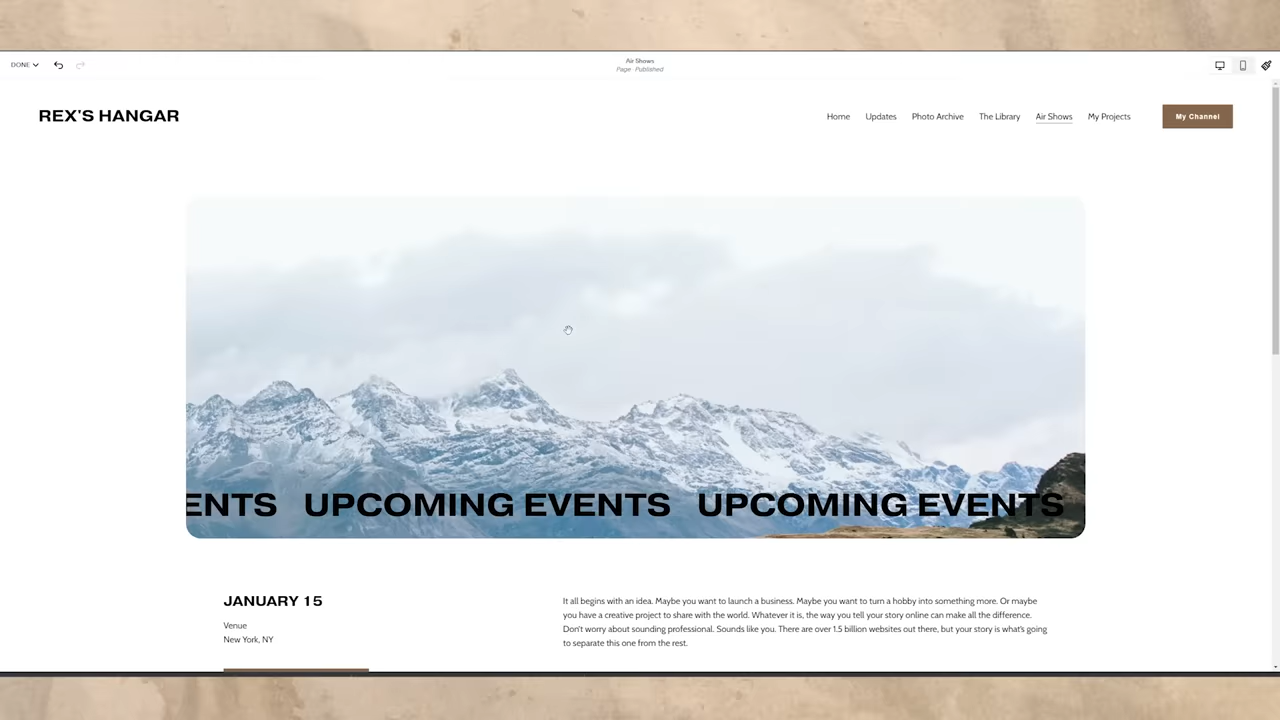 DONE
Air Shows
Page · Published
REX'S HANGAR
Home
Updates
Photo Archive
The Library
Air Shows
My Projects
My Channel
ENTS UPCOMING EVENTS UPCOMING EVENTS
JANUARY 15
Venue
New York, NY
It all begins with an idea. Maybe you want to launch a business. Maybe you want to turn a hobby into something more. Or maybe
you have a creative project to share with the world. Whatever it is, the way you tell your story online can make all the difference.
Don't worry about sounding professional. Sounds like you. There are over 1.5 billion websites out there, but your story is what's going
to separate this one from the rest.